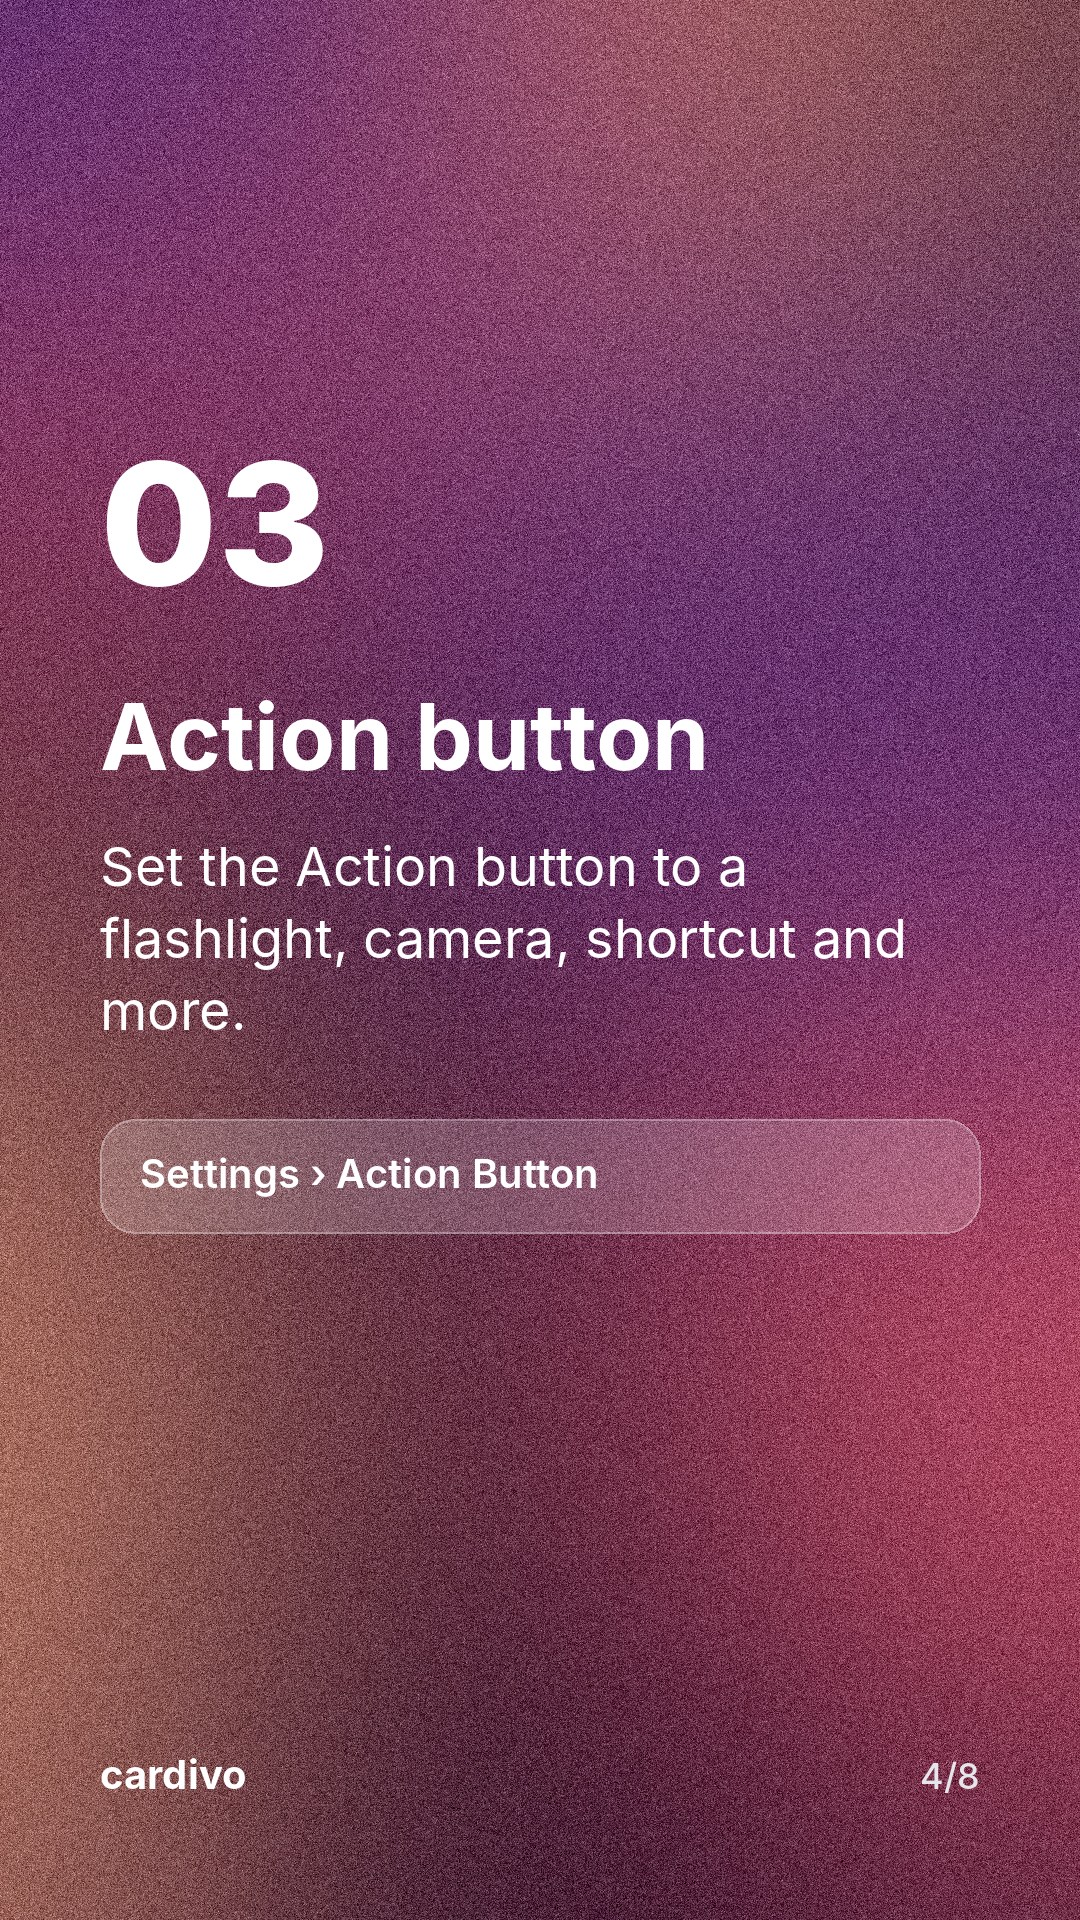 03
Action button
Set the Action button to a
flashlight, camera, shortcut and
more.
Settings › Action Button
cardivo
4/8